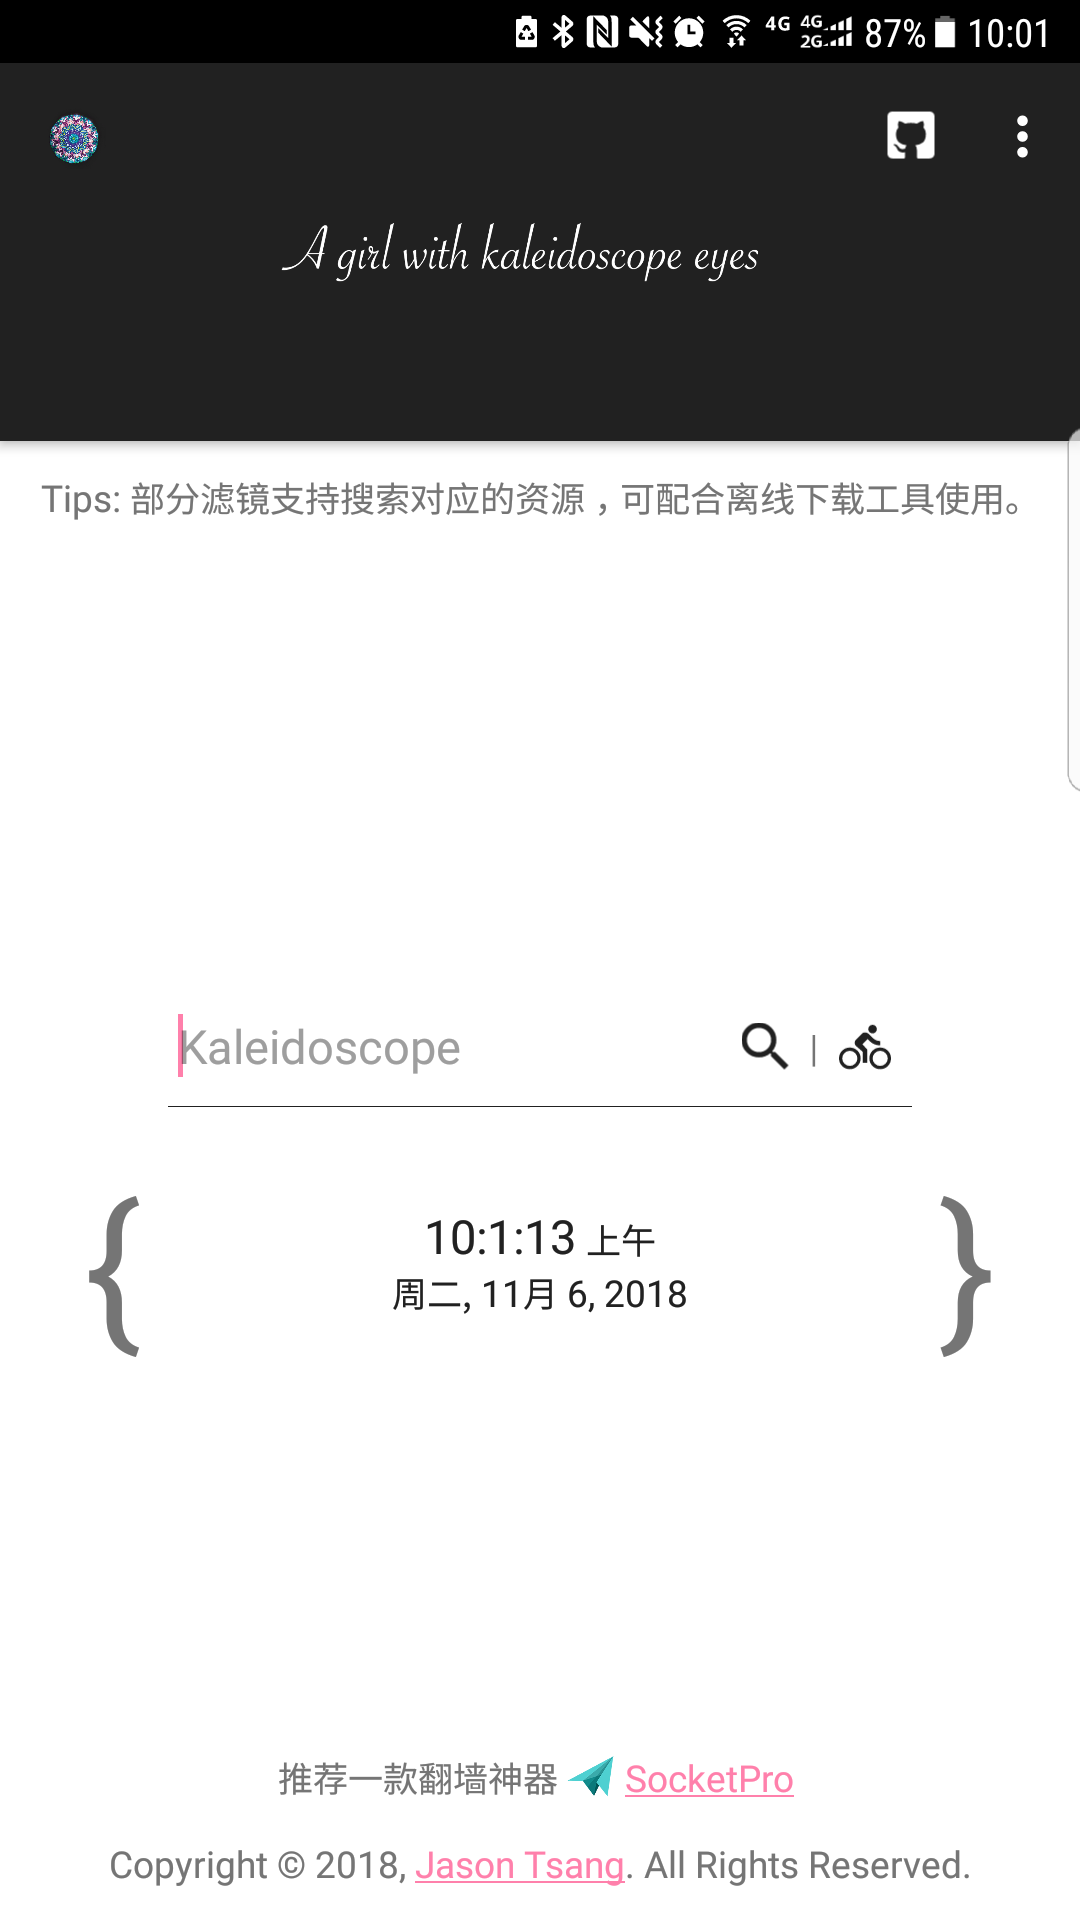 4G 4G 2G 87% 10:01
A girl with kaleidoscope eyes
Tips: 部分滤镜支持搜索对应的资源，可配合离线下载工具使用。
Kaleidoscope |
{ 10:1:13 上午 }
周二, 11月 6, 2018
推荐一款翻墙神器 SocketPro
Copyright © 2018, Jason Tsang. All Rights Reserved.